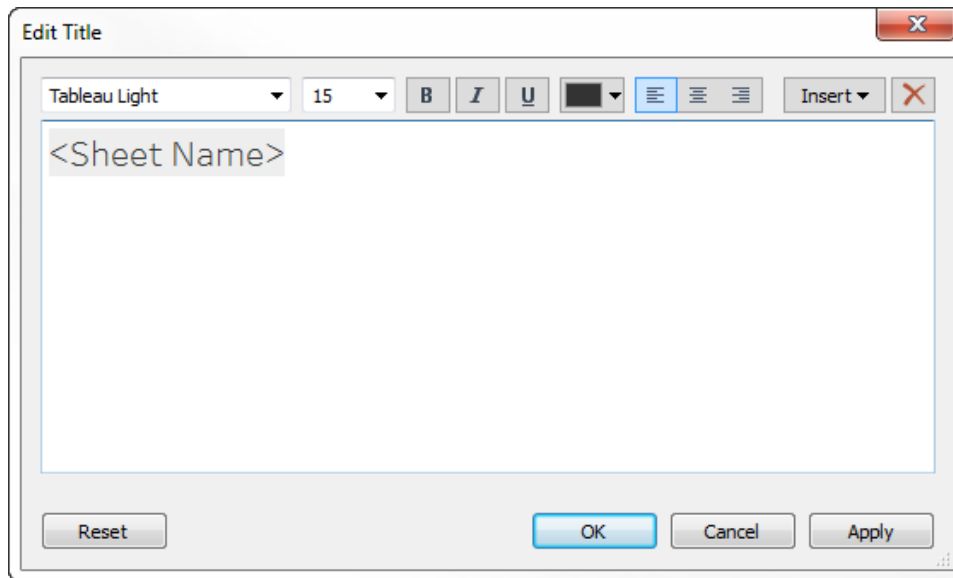 Edit Title
Tableau Light 15 B I U Insert
<Sheet Name>
Reset OK Cancel Apply